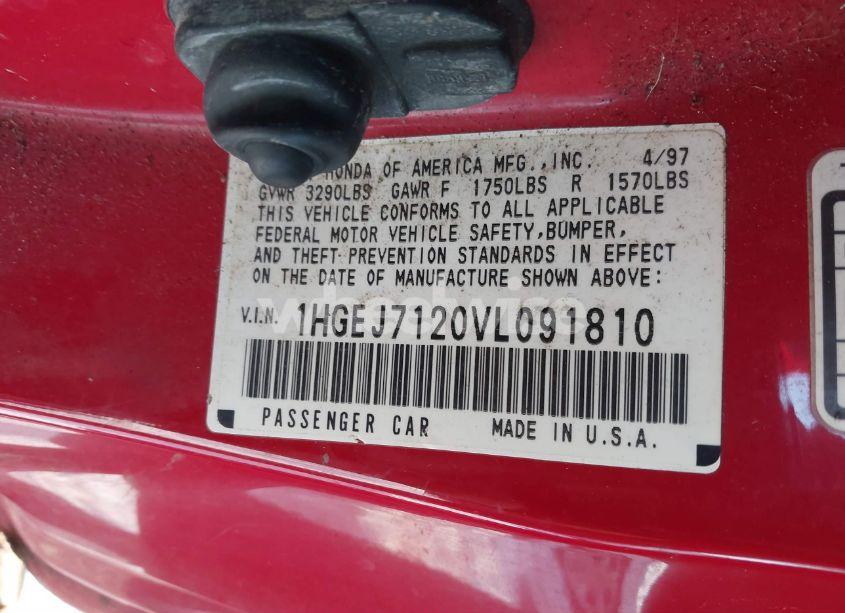 HONDA OF AMERICA MFG.,INC. 4/97
GVWR 3290LBS GAWR F 1750LBS R 1570LBS
THIS VEHICLE CONFORMS TO ALL APPLICABLE
FEDERAL MOTOR VEHICLE SAFETY,BUMPER,
AND THEFT PREVENTION STANDARDS IN EFFECT
ON THE DATE OF MANUFACTURE SHOWN ABOVE:
V.I.N. 1HGEJ7120VL091810
PASSENGER CAR MADE IN U.S.A.